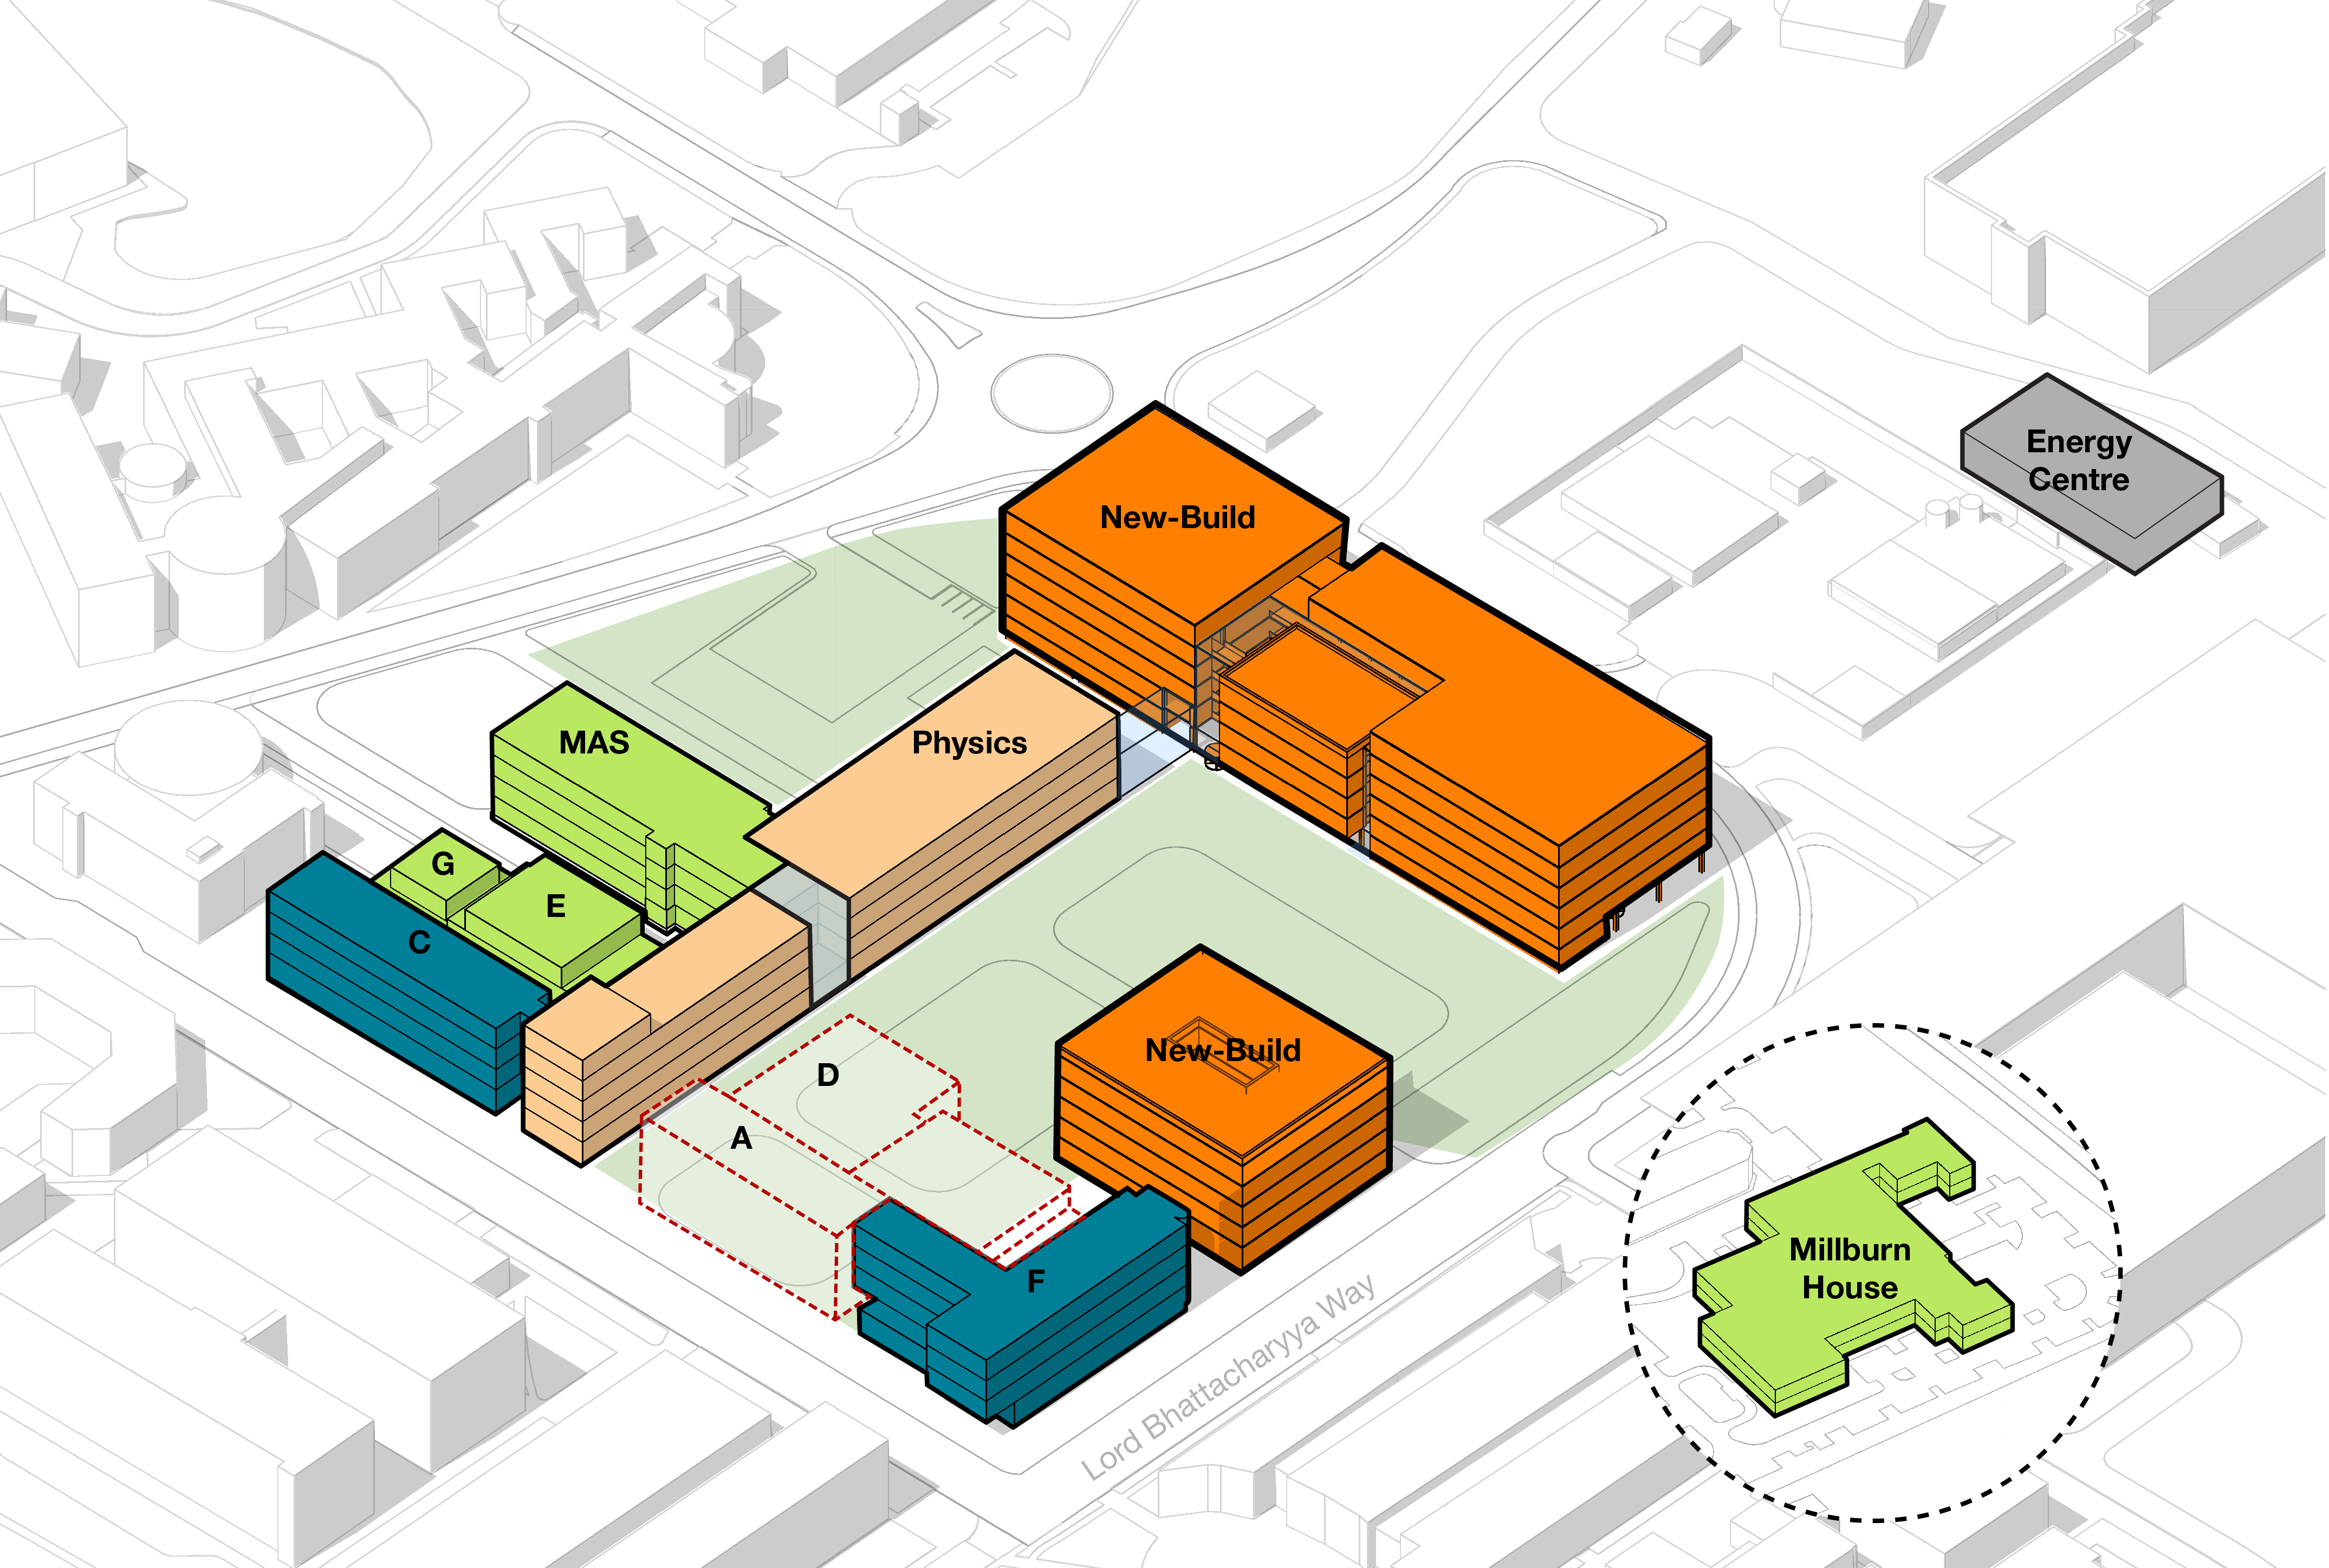 Energy
Centre
New-Build
MAS
Physics
G
E
C
New-Build
D
A
F
Millburn
House
Lord Bhattacharyya Way